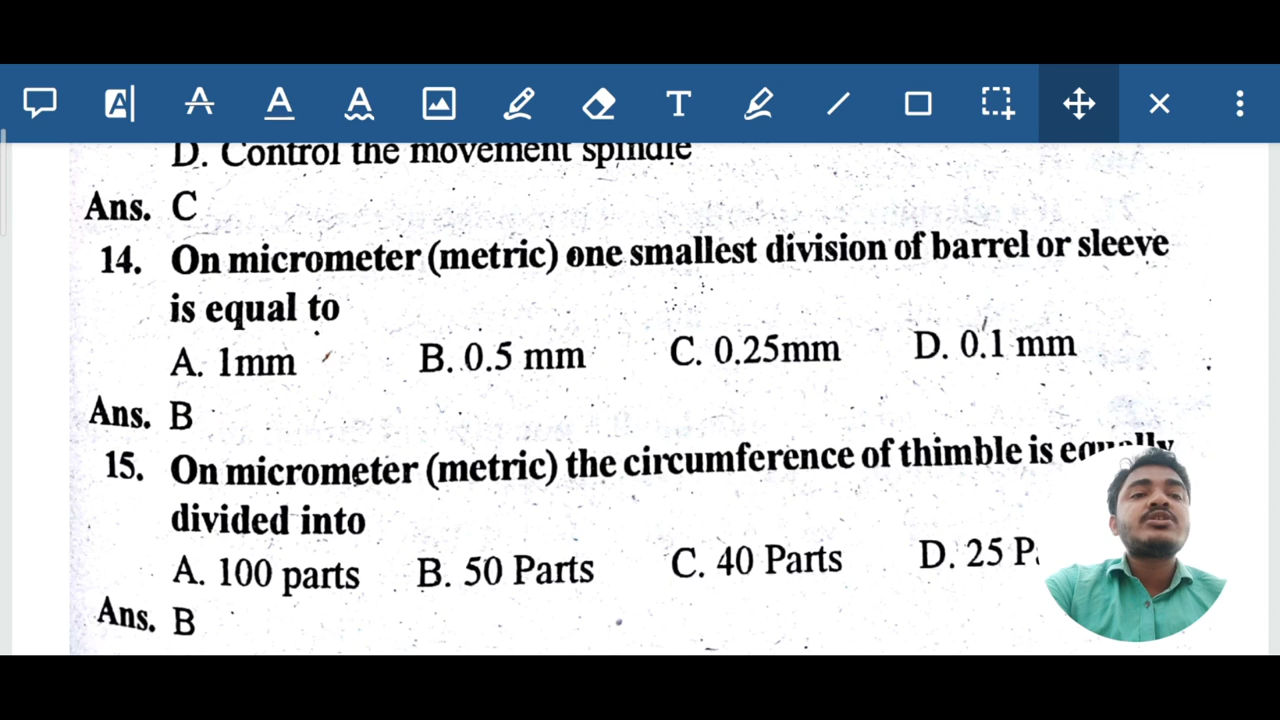 D. Control the movement spindle
Ans. C
14. On micrometer (metric) one smallest division of barrel or sleeve
is equal to
A. 1mm B. 0.5 mm C. 0.25mm D. 0.1 mm
Ans. B
15. On micrometer (metric) the circumference of thimble is equally
divided into
A. 100 parts B. 50 Parts C. 40 Parts D. 25
Ans. B